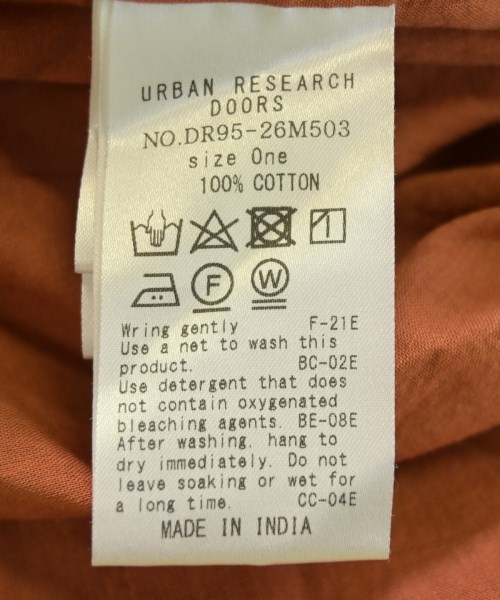 URBAN RESEARCH
DOORS
NO.DR95-26M503
size One
100% COTTON
F W
Wring gently F-21E
Use a net to wash this
product. BC-02E
Use detergent that does
not contain oxygenated
bleaching agents. BE-08E
After washing, hang to
dry immediately. Do not
leave soaking or wet for
a long time. CC-04E
MADE IN INDIA